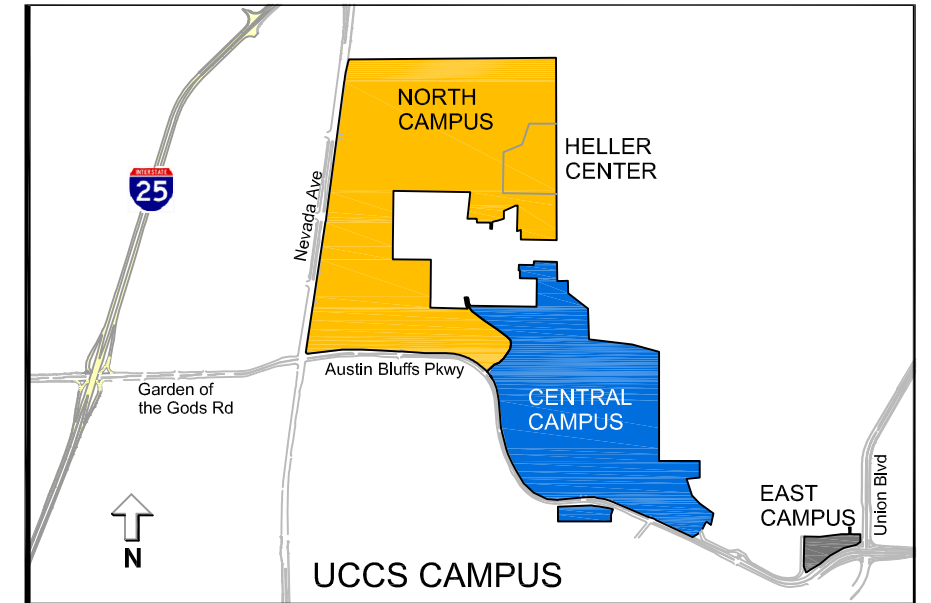 NORTH
CAMPUS
HELLER
CENTER
INTERSTATE
25
Nevada Ave
Austin Bluffs Pkwy
Garden of
the Gods Rd
CENTRAL
CAMPUS
EAST
CAMPUS
Union Blvd
N
UCCS CAMPUS